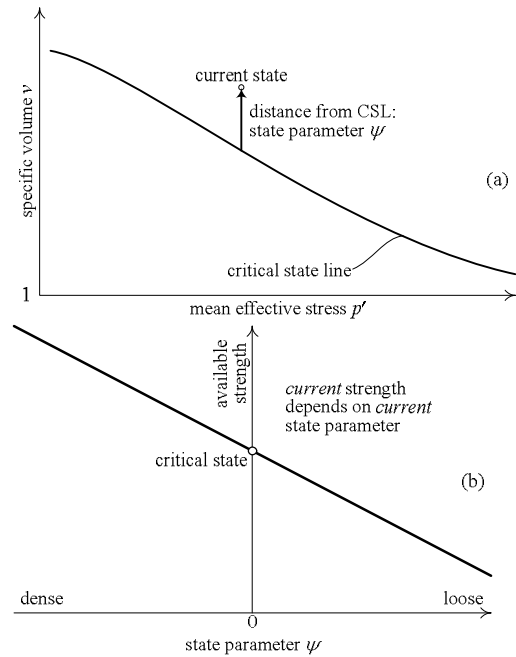 current state
distance from CSL:
state parameter ψ
specific volume v
(a)
critical state line
1
mean effective stress p′
available
strength
current strength
depends on current
state parameter
critical state
(b)
dense
loose
0
state parameter ψ